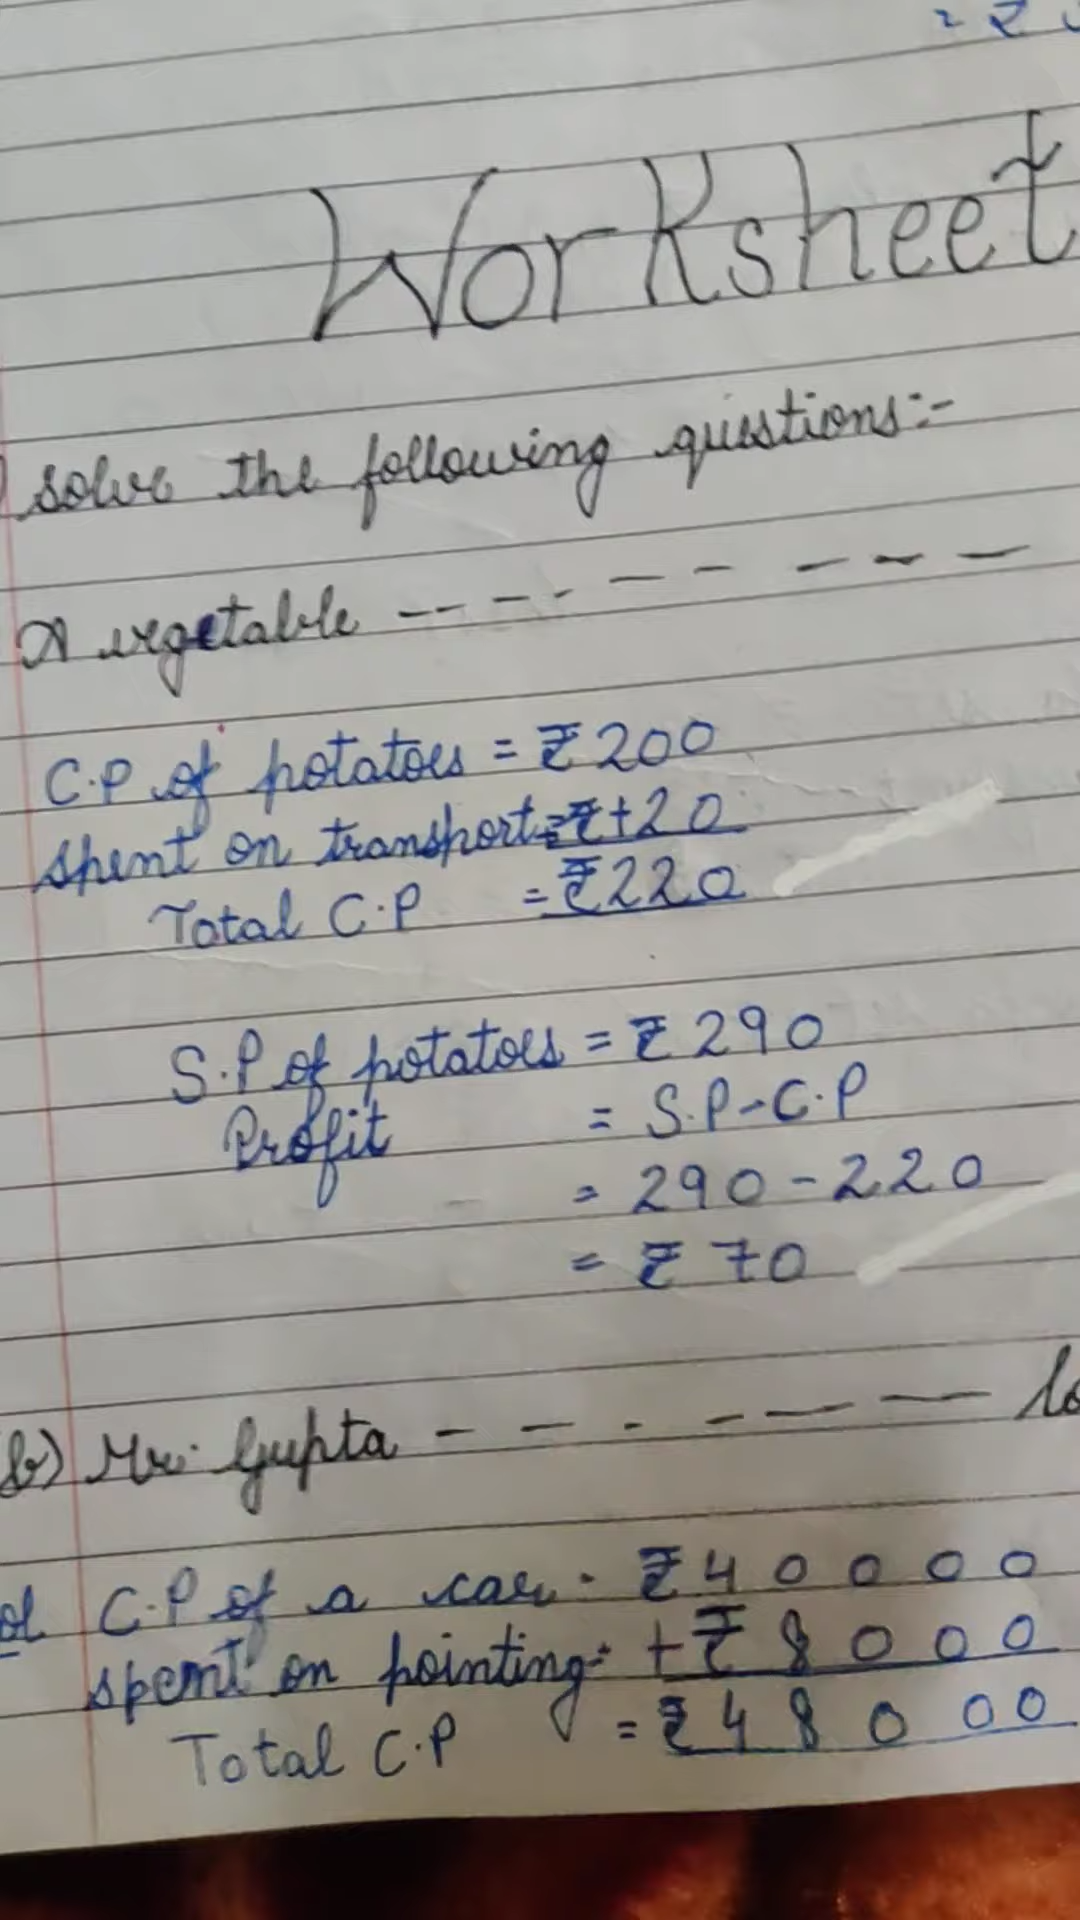 = ₹
Worksheet
solve the following questions:-
A vegetable --- - - - - -
C.P of potatoes = ₹200
spent on transport = ₹+20
Total C.P = ₹220
S.P of potatoes = ₹290
Profit = S.P-C.P
= 290-220
= ₹ 70
b) Mr. Gupta - - - - - -
C.P of a car = ₹40000
spent on pointing = +₹8000
Total C.P = ₹48000